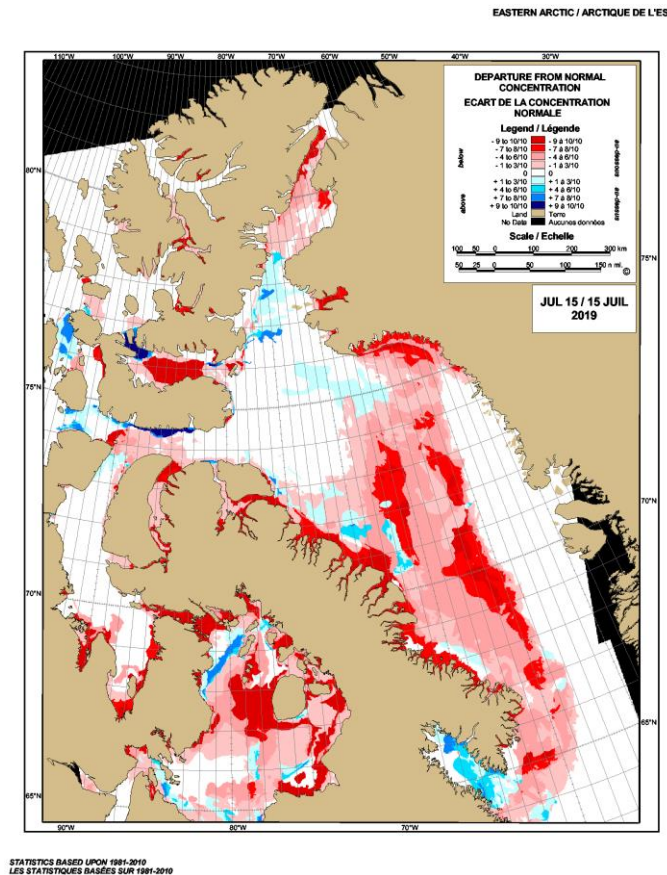 EASTERN ARCTIC / ARCTIQUE DE L'ES
110°W 100°W 90°W 80°W 70°W 60°W 50°W 40°W 30°W
DEPARTURE FROM NORMAL
CONCENTRATION
ECART DE LA CONCENTRATION
NORMALE
Legend / Légende
below
- 9 to 10/10 - 9 à 10/10
- 7 to 8/10 - 7 à 8/10
- 4 to 6/10 - 4 à 6/10
- 1 to 3/10 - 1 à 3/10
0 0
+ 1 to 3/10 + 1 à 3/10
+ 4 to 6/10 + 4 à 6/10
+ 7 to 8/10 + 7 à 8/10
+ 9 to 10/10 + 9 à 10/10
above
Land Terre
No Data Aucunes données
au-dessous
au-dessus
Scale / Echelle
100 50 0 100 200 300 km
50 25 0 50 100 150 n mi.
©
JUL 15 / 15 JUIL
2019
80°N
75°N
75°N
70°N
70°N
65°N
65°N
90°W 80°W 70°W
STATISTICS BASED UPON 1981-2010
LES STATISTIQUES BASÉES SUR 1981-2010